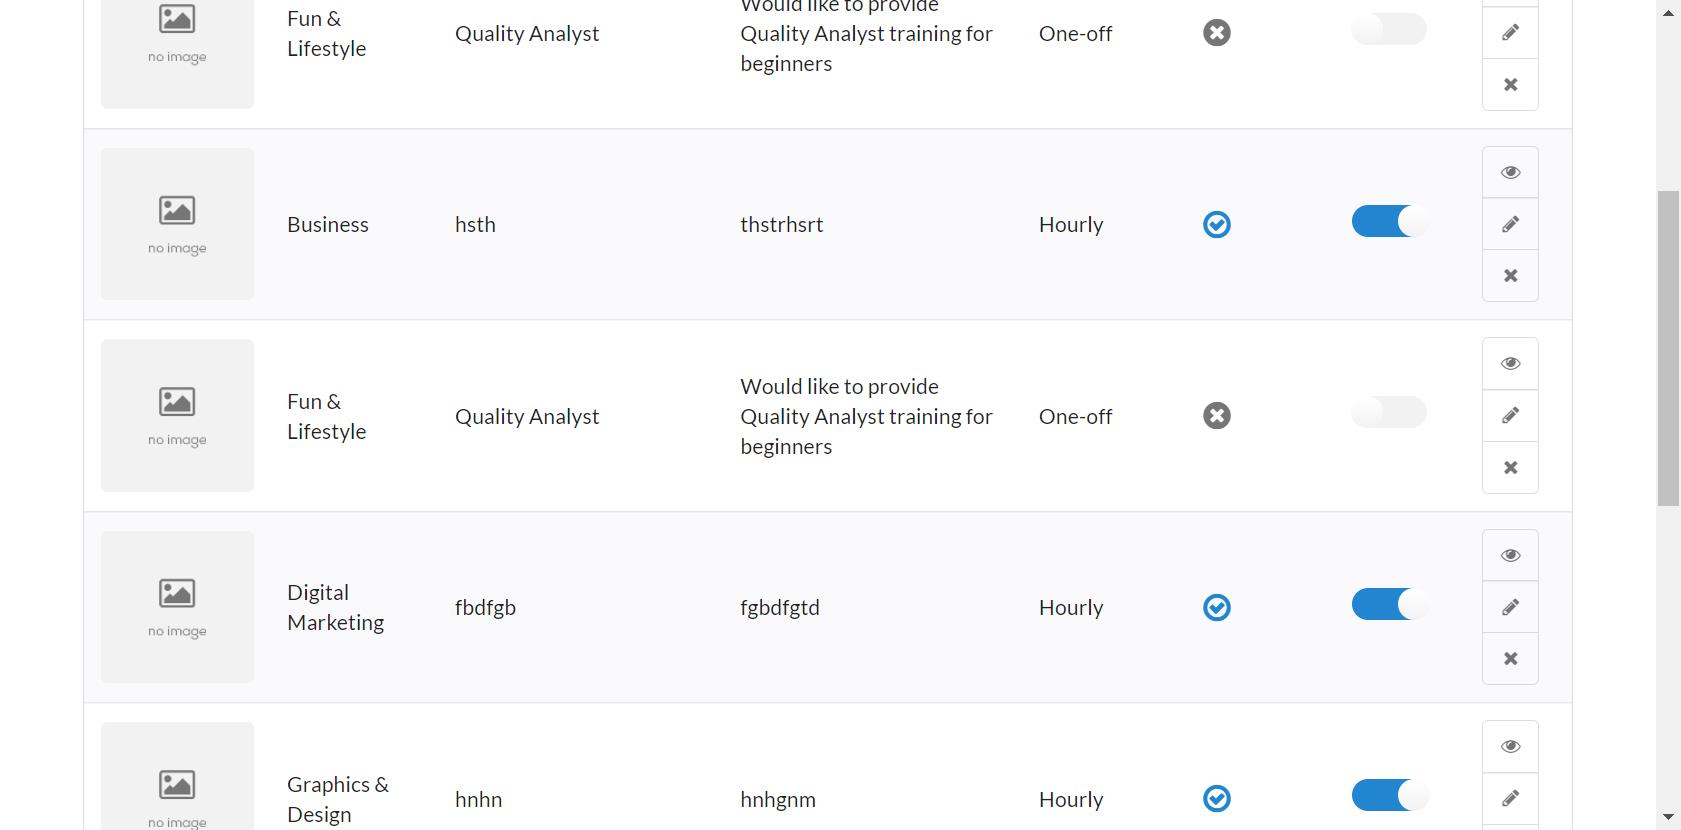 no image
Fun &
Lifestyle
Quality Analyst
Would like to provide
Quality Analyst training for
beginners
One-off
no image
Business
hsth
thstrhsrt
Hourly
no image
Fun &
Lifestyle
Quality Analyst
Would like to provide
Quality Analyst training for
beginners
One-off
no image
Digital
Marketing
fbdfgb
fgbdfgtd
Hourly
no image
Graphics &
Design
hnhn
hnhgnm
Hourly